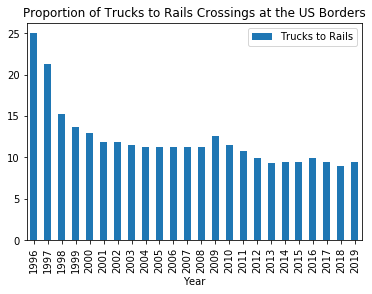 Proportion of Trucks to Rails Crossings at the US Borders
Trucks to Rails
25
20
15
10
5
0
1996 1997 1998 1999 2000 2001 2002 2003 2004 2005 2006 2007 2008 2009 2010 2011 2012 2013 2014 2015 2016 2017 2018 2019
Year